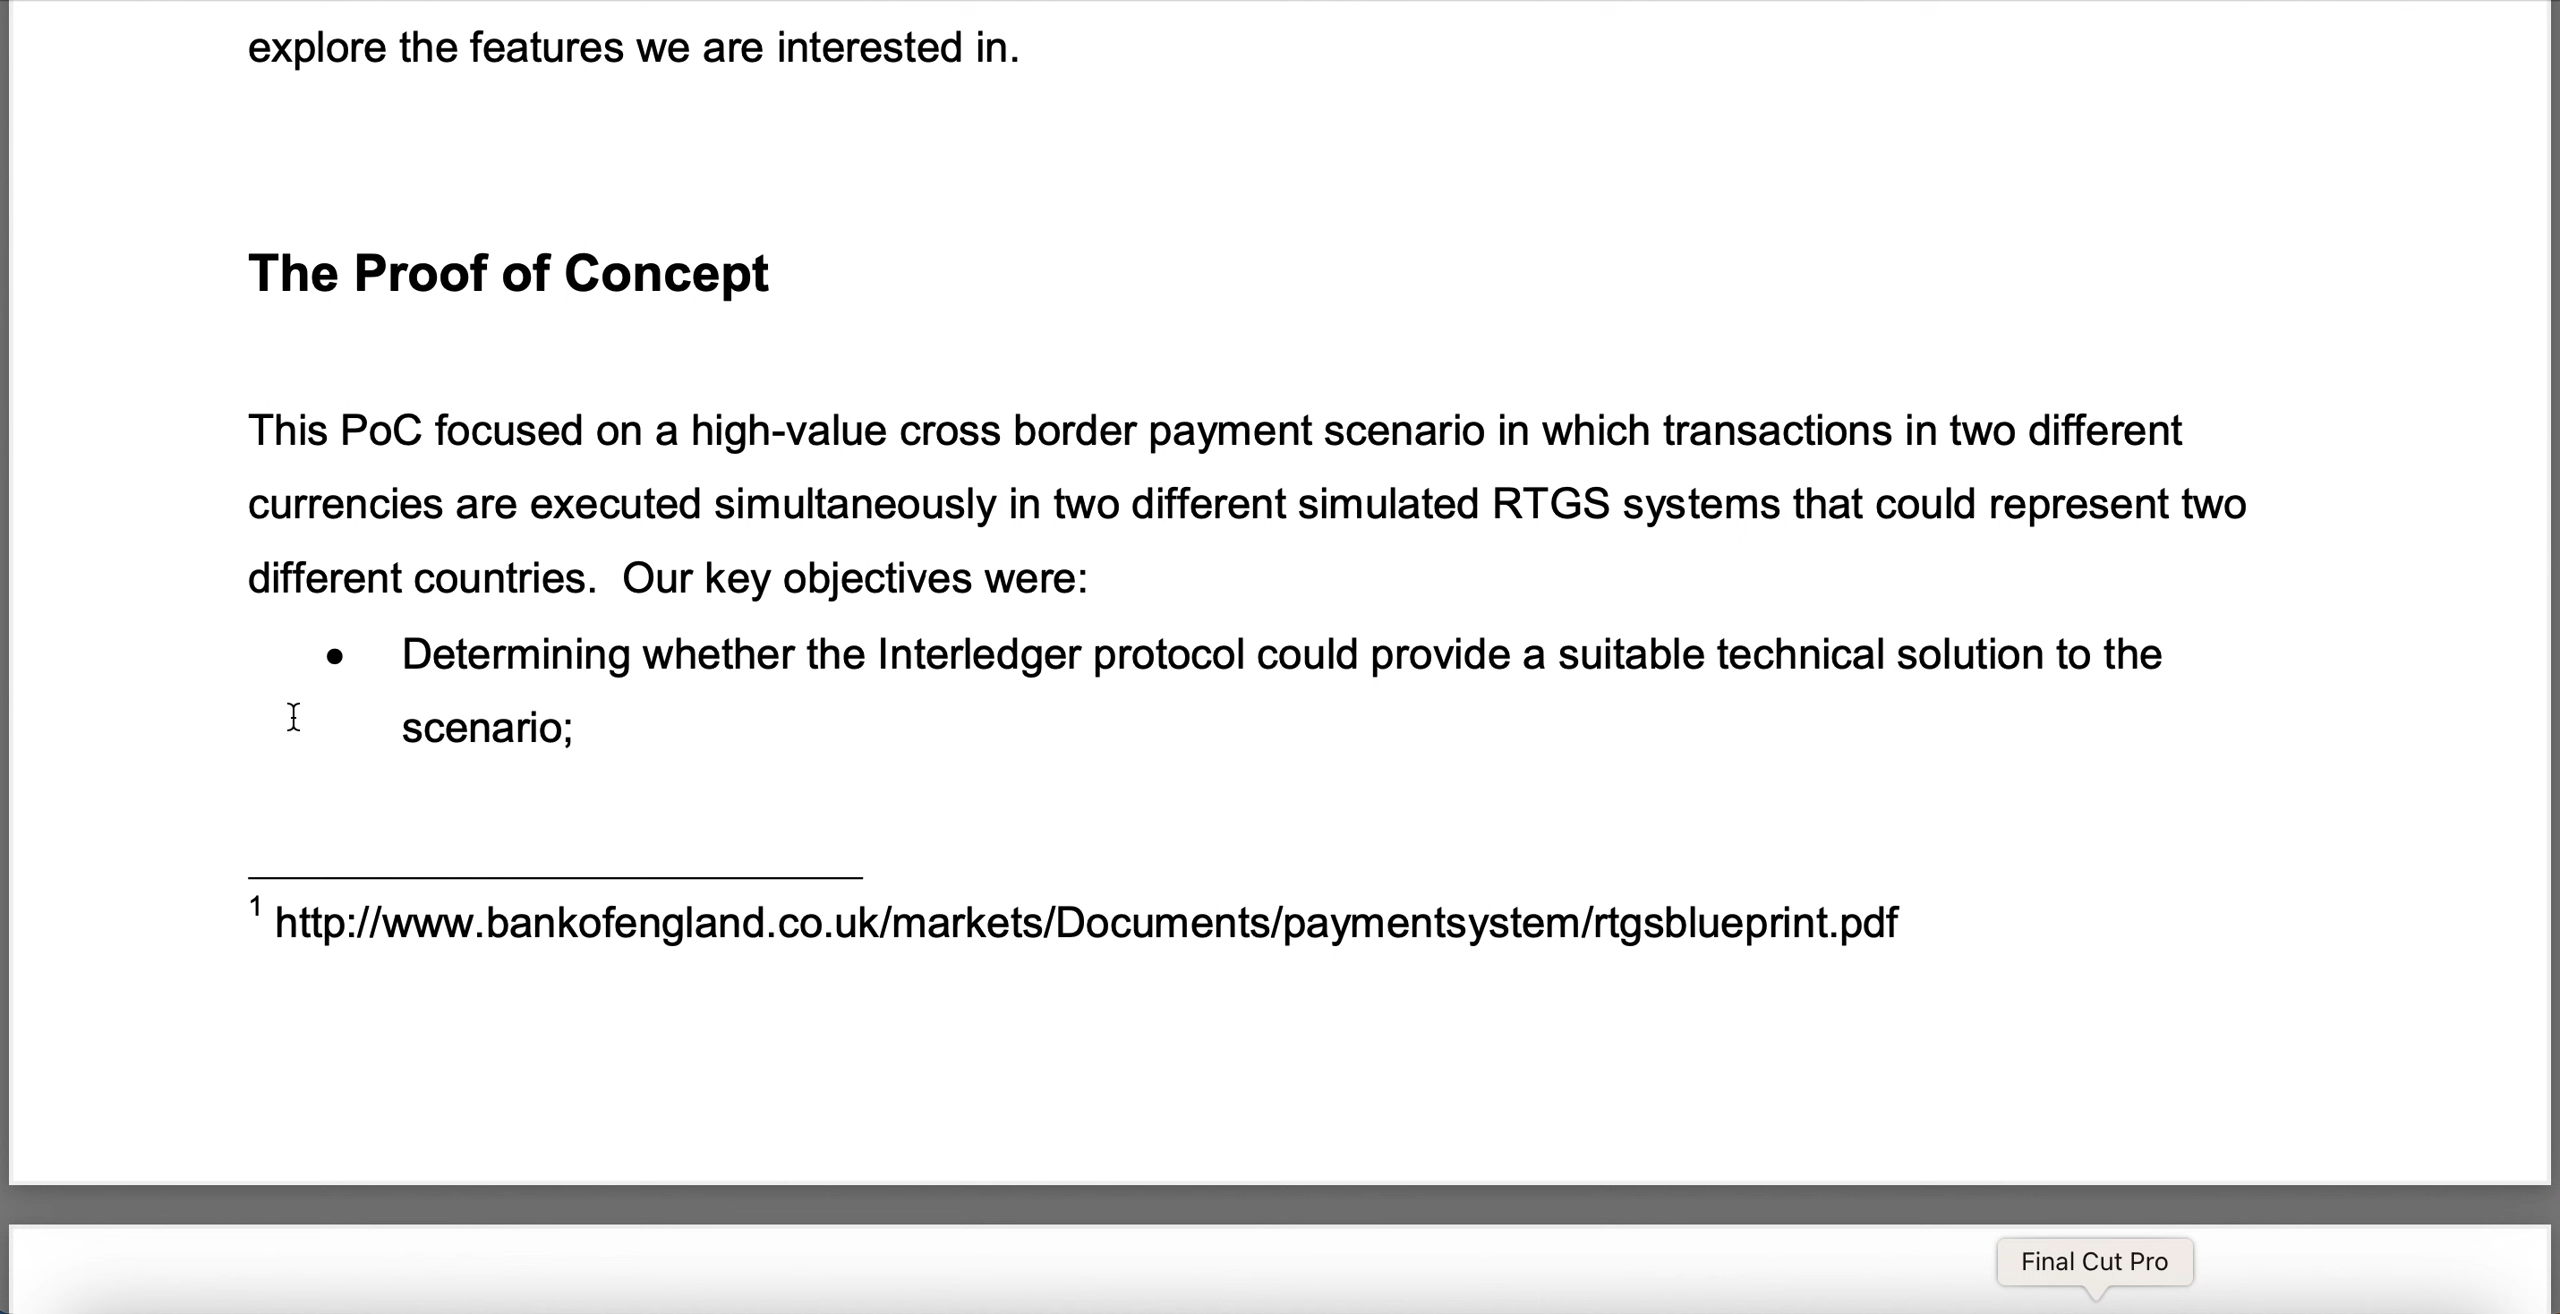 explore the features we are interested in.
The Proof of Concept
This PoC focused on a high-value cross border payment scenario in which transactions in two different
currencies are executed simultaneously in two different simulated RTGS systems that could represent two
different countries.  Our key objectives were:
• Determining whether the Interledger protocol could provide a suitable technical solution to the
scenario;
1 http://www.bankofengland.co.uk/markets/Documents/paymentsystem/rtgsblueprint.pdf
Final Cut Pro